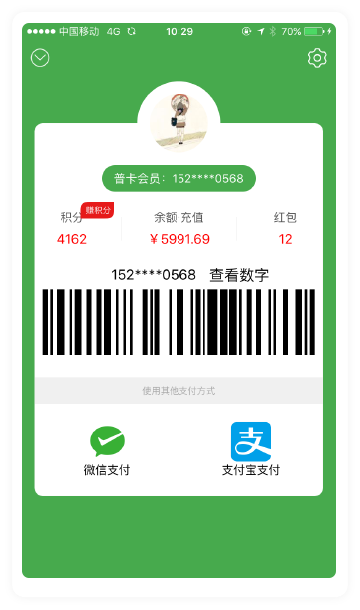 中国移动 4G 10 29 70%
普卡会员：152****0568
积分 赚积分 余额 充值 红包
4162 ¥5991.69 12
152****0568 查看数字
使用其他支付方式
支
微信支付 支付宝支付